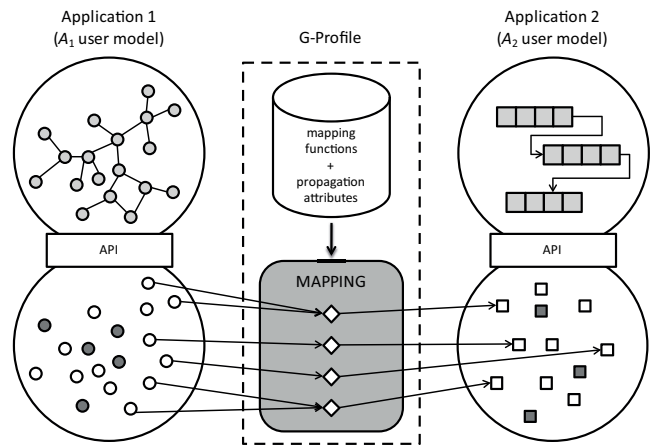 Application 1
(A₁ user model)
G-Profile
Application 2
(A₂ user model)
mapping
functions
+
propagation
attributes
API
API
MAPPING